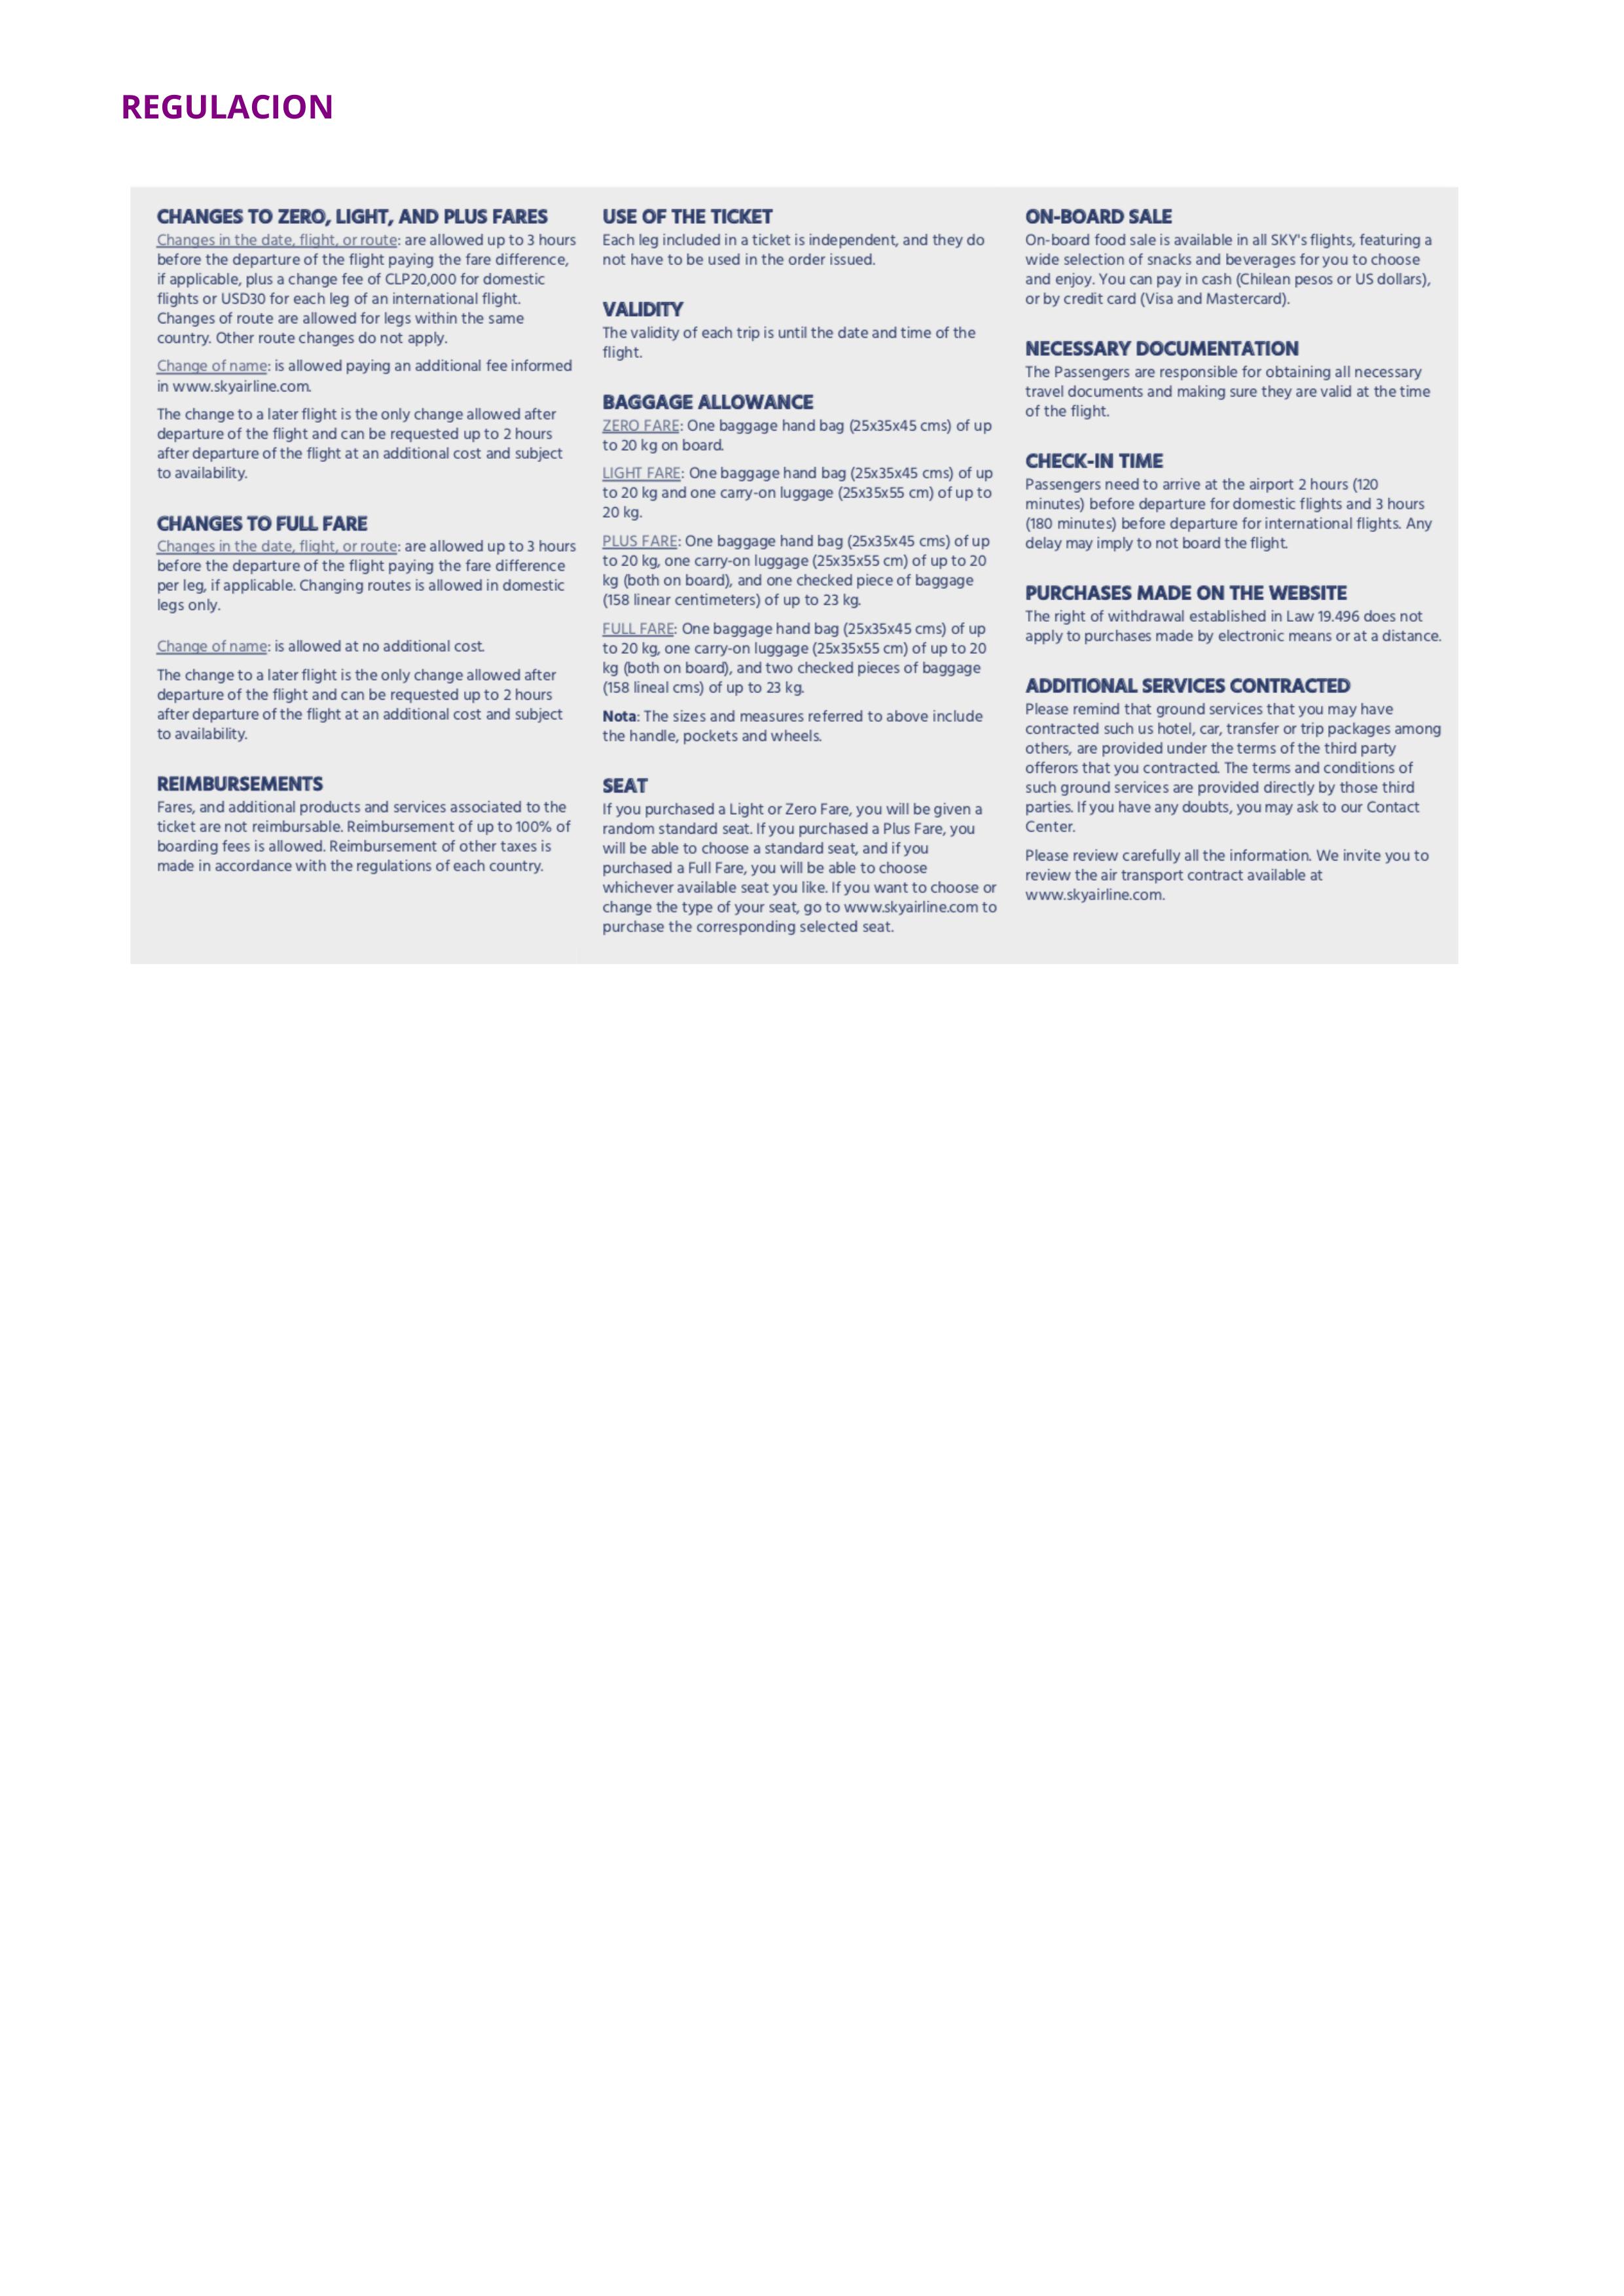 REGULACION
CHANGES TO ZERO, LIGHT, AND PLUS FARES
Changes in the date, flight, or route: are allowed up to 3 hours
before the departure of the flight paying the fare difference,
if applicable, plus a change fee of CLP20,000 for domestic
flights or USD30 for each leg of an international flight.
Changes of route are allowed for legs within the same
country. Other route changes do not apply.
Change of name: is allowed paying an additional fee informed
in www.skyairline.com.
The change to a later flight is the only change allowed after
departure of the flight and can be requested up to 2 hours
after departure of the flight at an additional cost and subject
to availability.
CHANGES TO FULL FARE
Changes in the date, flight, or route: are allowed up to 3 hours
before the departure of the flight paying the fare difference
per leg, if applicable. Changing routes is allowed in domestic
legs only.
Change of name: is allowed at no additional cost.
The change to a later flight is the only change allowed after
departure of the flight and can be requested up to 2 hours
after departure of the flight at an additional cost and subject
to availability.
REIMBURSEMENTS
Fares, and additional products and services associated to the
ticket are not reimbursable. Reimbursement of up to 100% of
boarding fees is allowed. Reimbursement of other taxes is
made in accordance with the regulations of each country.
USE OF THE TICKET
Each leg included in a ticket is independent, and they do
not have to be used in the order issued.
VALIDITY
The validity of each trip is until the date and time of the
flight.
BAGGAGE ALLOWANCE
ZERO FARE: One baggage hand bag (25x35x45 cms) of up
to 20 kg on board.
LIGHT FARE: One baggage hand bag (25x35x45 cms) of up
to 20 kg and one carry-on luggage (25x35x55 cm) of up to
20 kg.
PLUS FARE: One baggage hand bag (25x35x45 cms) of up
to 20 kg, one carry-on luggage (25x35x55 cm) of up to 20
kg (both on board), and one checked piece of baggage
(158 linear centimeters) of up to 23 kg.
FULL FARE: One baggage hand bag (25x35x45 cms) of up
to 20 kg, one carry-on luggage (25x35x55 cm) of up to 20
kg (both on board), and two checked pieces of baggage
(158 lineal cms) of up to 23 kg.
Nota: The sizes and measures referred to above include
the handle, pockets and wheels.
SEAT
If you purchased a Light or Zero Fare, you will be given a
random standard seat. If you purchased a Plus Fare, you
will be able to choose a standard seat, and if you
purchased a Full Fare, you will be able to choose
whichever available seat you like. If you want to choose or
change the type of your seat, go to www.skyairline.com to
purchase the corresponding selected seat.
ON-BOARD SALE
On-board food sale is available in all SKY's flights, featuring a
wide selection of snacks and beverages for you to choose
and enjoy. You can pay in cash (Chilean pesos or US dollars),
or by credit card (Visa and Mastercard).
NECESSARY DOCUMENTATION
The Passengers are responsible for obtaining all necessary
travel documents and making sure they are valid at the time
of the flight.
CHECK-IN TIME
Passengers need to arrive at the airport 2 hours (120
minutes) before departure for domestic flights and 3 hours
(180 minutes) before departure for international flights. Any
delay may imply to not board the flight.
PURCHASES MADE ON THE WEBSITE
The right of withdrawal established in Law 19.496 does not
apply to purchases made by electronic means or at a distance.
ADDITIONAL SERVICES CONTRACTED
Please remind that ground services that you may have
contracted such us hotel, car, transfer or trip packages among
others, are provided under the terms of the third party
offerors that you contracted. The terms and conditions of
such ground services are provided directly by those third
parties. If you have any doubts, you may ask to our Contact
Center.
Please review carefully all the information. We invite you to
review the air transport contract available at
www.skyairline.com.